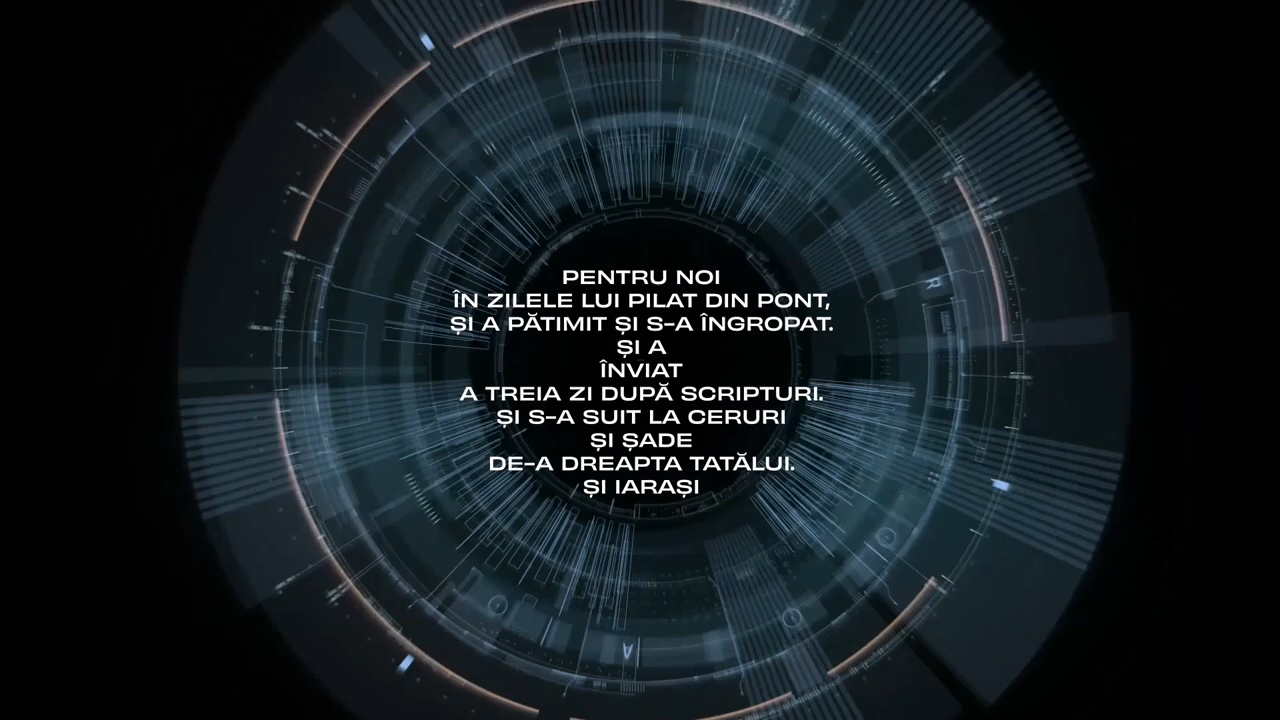 PENTRU NOI
ÎN ZILELE LUI PILAT DIN PONT,
ȘI A PĂTIMIT ȘI S-A ÎNGROPAT.
ȘI A
ÎNVIAT
A TREIA ZI DUPĂ SCRIPTURI.
ȘI S-A SUIT LA CERURI
ȘI ȘADE
DE-A DREAPTA TATĂLUI.
ȘI IARAȘI